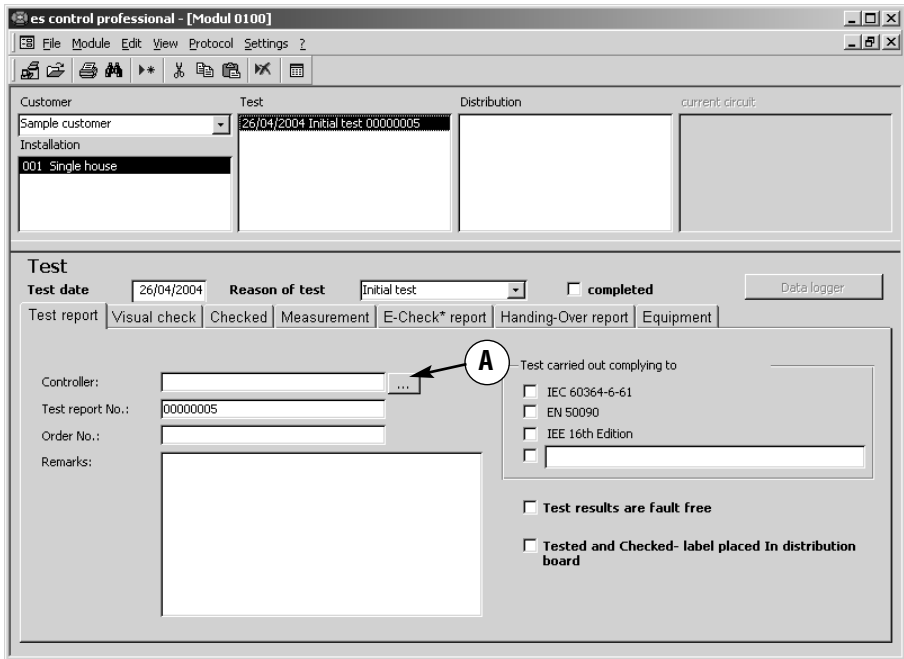 es control professional - [Modul 0100]
File Module Edit View Protocol Settings ?
Customer Test Distribution current circuit
Sample customer
26/04/2004 Initial test 00000005
Installation
001 Single house
Test
Test date 26/04/2004 Reason of test Initial test completed Data logger
Test report Visual check Checked Measurement E-Check* report Handing-Over report Equipment
A
Controller: ...
Test report No.: 00000005
Order No.:
Remarks:
Test carried out complying to
IEC 60364-6-61
EN 50090
IEE 16th Edition
Test results are fault free
Tested and Checked- label placed In distribution
board